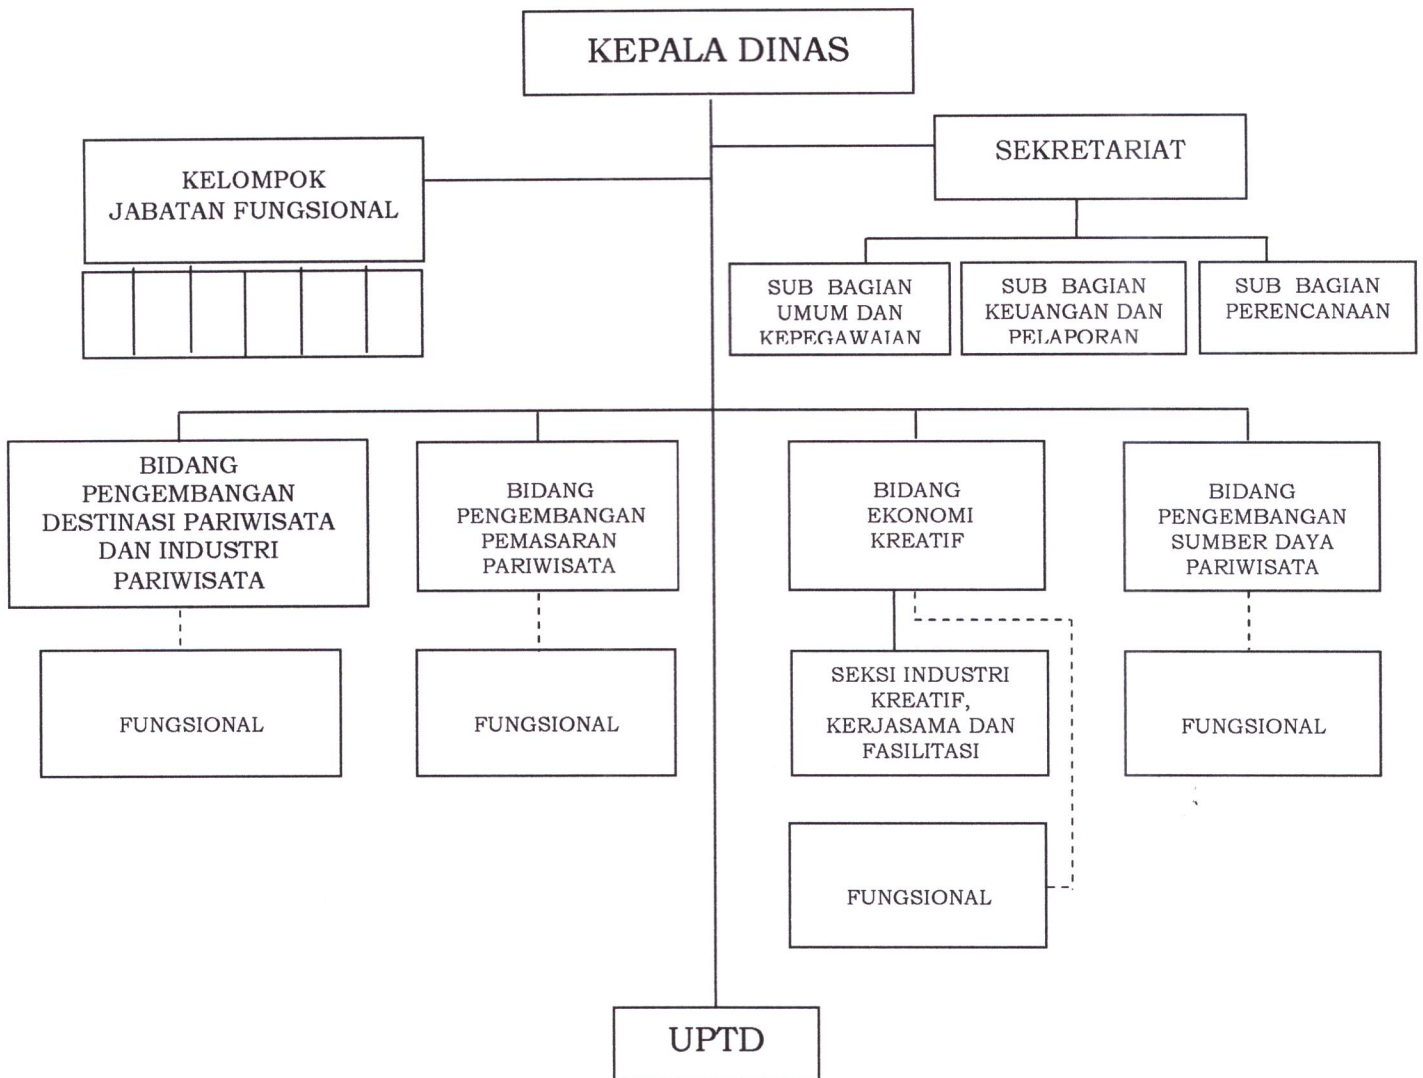 KEPALA DINAS
SEKRETARIAT
KELOMPOK
JABATAN FUNGSIONAL
SUB BAGIAN
UMUM DAN
KEPEGAWAIAN
SUB BAGIAN
KEUANGAN DAN
PELAPORAN
SUB BAGIAN
PERENCANAAN
BIDANG
PENGEMBANGAN
DESTINASI PARIWISATA
DAN INDUSTRI
PARIWISATA
BIDANG
PENGEMBANGAN
PEMASARAN
PARIWISATA
BIDANG
EKONOMI
KREATIF
BIDANG
PENGEMBANGAN
SUMBER DAYA
PARIWISATA
FUNGSIONAL
FUNGSIONAL
SEKSI INDUSTRI
KREATIF,
KERJASAMA DAN
FASILITASI
FUNGSIONAL
FUNGSIONAL
UPTD